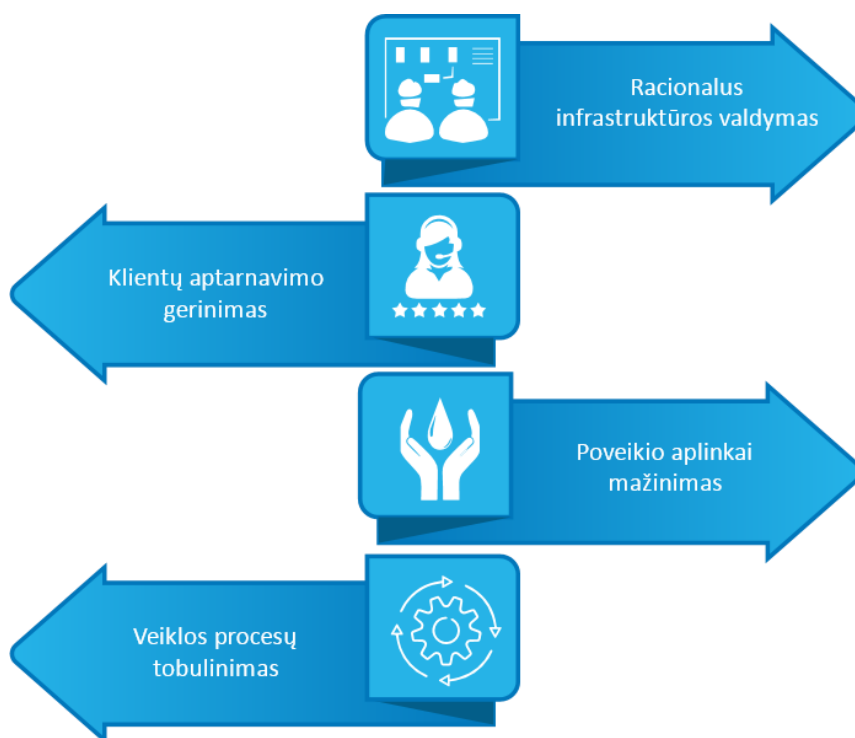 Racionalus
infrastruktūros valdymas
Klientų aptarnavimo
gerinimas
Poveikio aplinkai
mažinimas
Veiklos procesų
tobulinimas